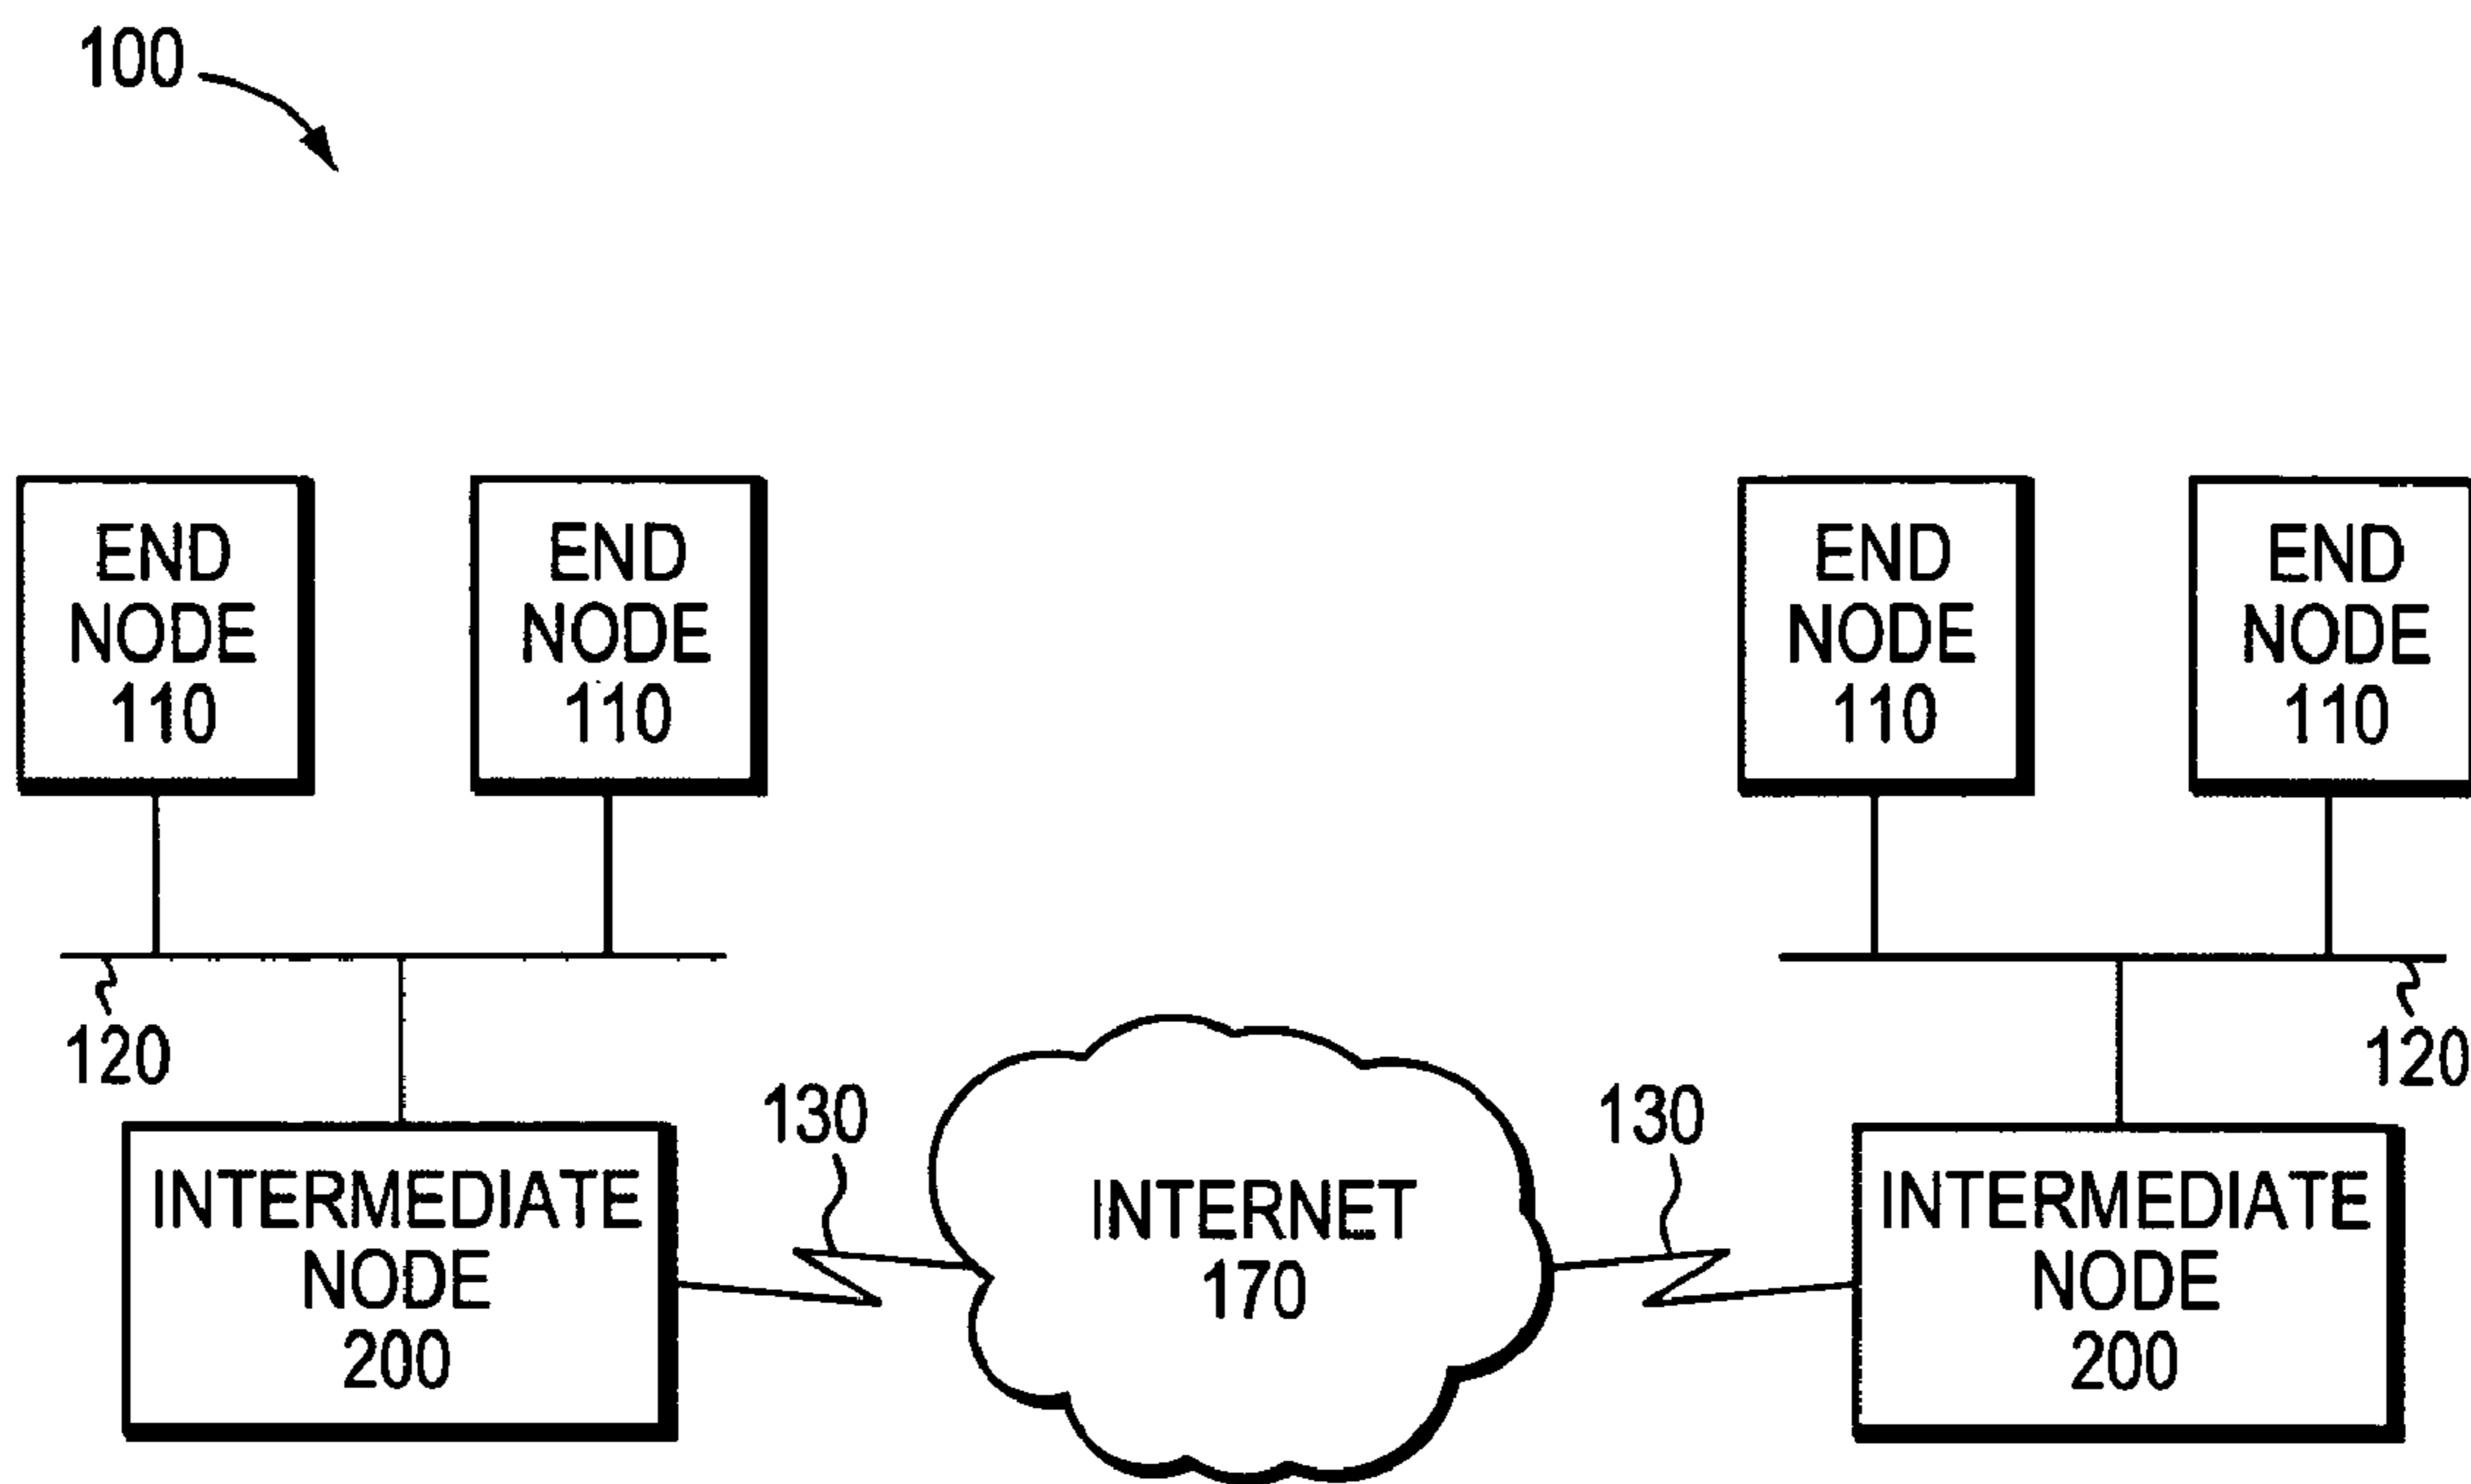 100
END
NODE
110
END
NODE
110
END
NODE
110
END
NODE
110
120
120
130
130
INTERMEDIATE
NODE
200
INTERNET
170
INTERMEDIATE
NODE
200